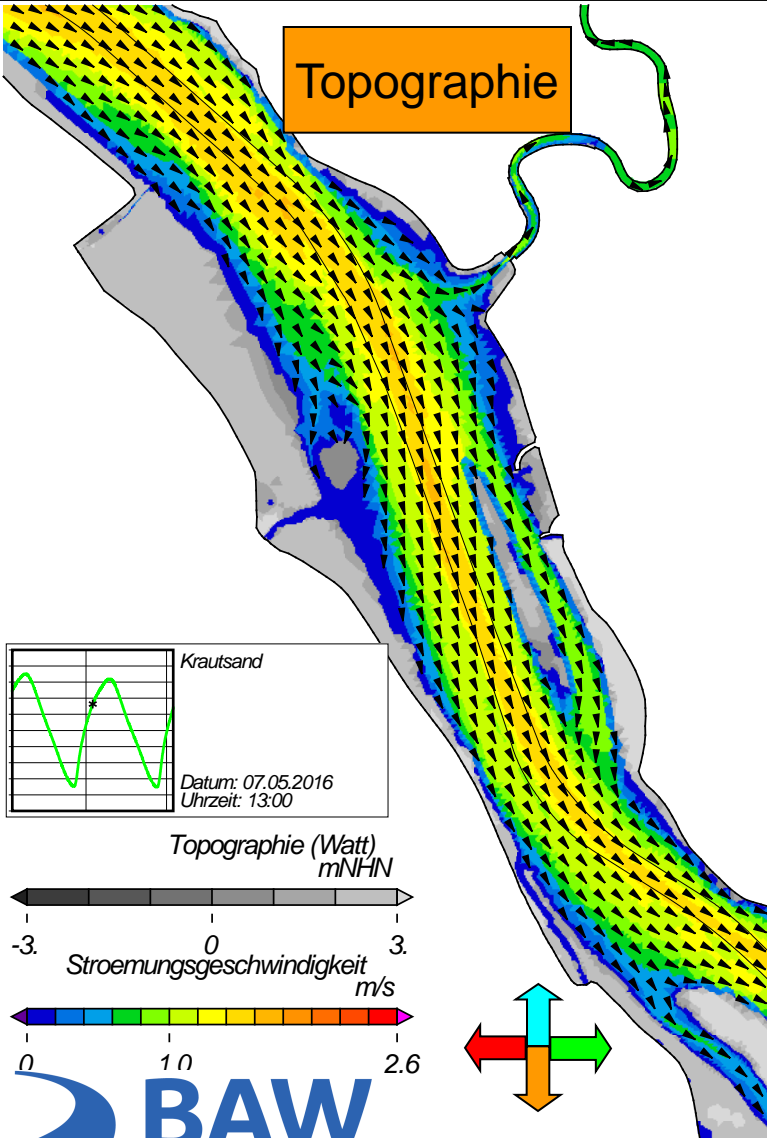 Topographie
Krautsand
Datum: 07.05.2016
Uhrzeit: 13:00
Topographie (Watt)
mNHN
-3. 0 3.
Stroemungsgeschwindigkeit
m/s
0 1.0 2.6
BAW